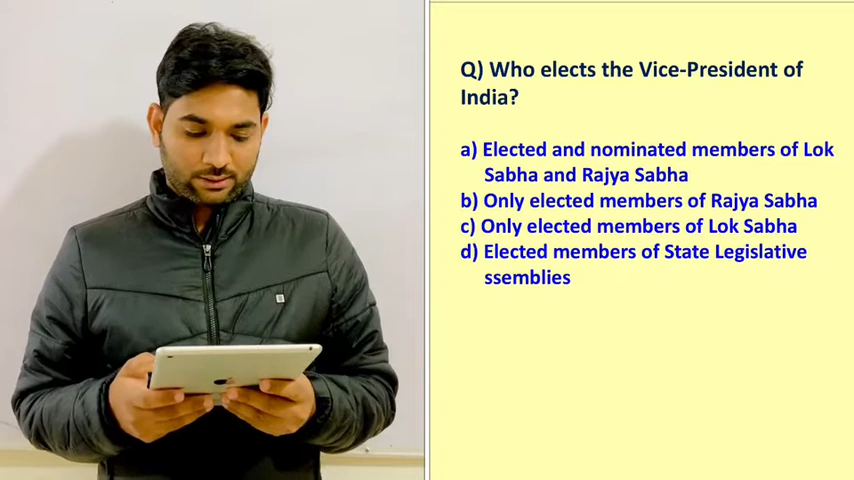 Q) Who elects the Vice-President of
India?
a) Elected and nominated members of Lok
Sabha and Rajya Sabha
b) Only elected members of Rajya Sabha
c) Only elected members of Lok Sabha
d) Elected members of State Legislative
ssemblies